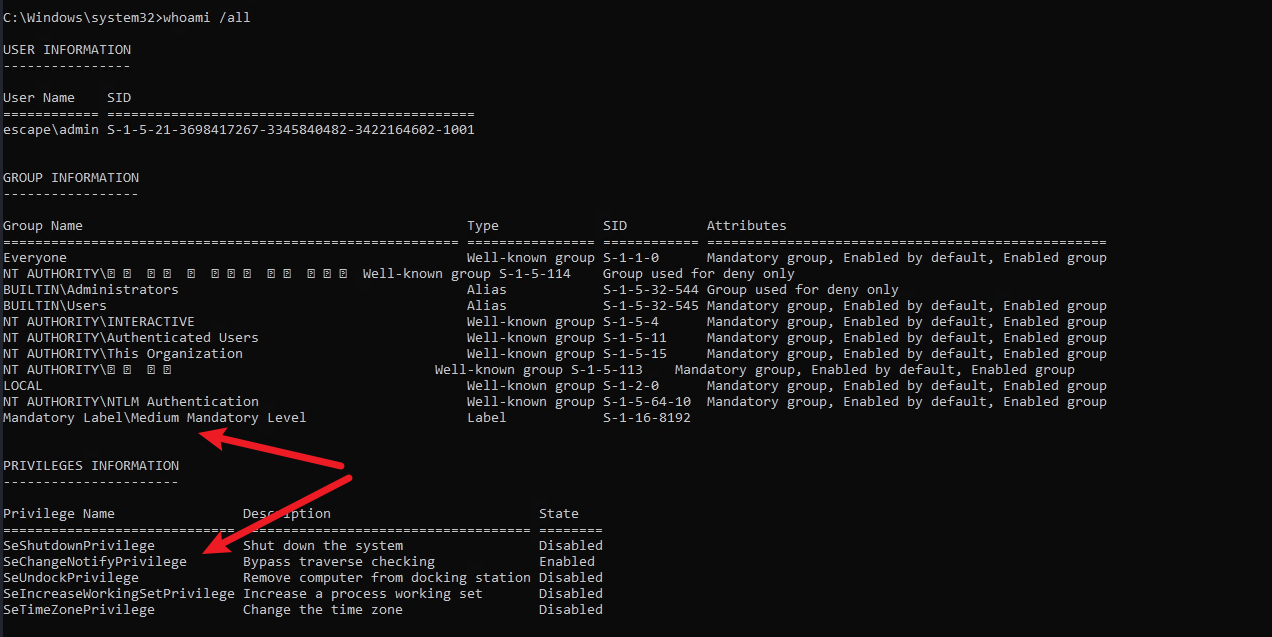 C:\Windows\system32>whoami /all
USER INFORMATION
----------------
User Name    SID
============ ==============================================
escape\admin S-1-5-21-3698417267-3345840482-3422164602-1001
GROUP INFORMATION
-----------------
Group Name                                                Type             SID          Attributes
========================================================= ================ ============ ==================================================
Everyone                                                  Well-known group S-1-1-0      Mandatory group, Enabled by default, Enabled group
NT AUTHORITY\ Well-known group S-1-5-114    Group used for deny only
BUILTIN\Administrators                                    Alias            S-1-5-32-544 Group used for deny only
BUILTIN\Users                                             Alias            S-1-5-32-545 Mandatory group, Enabled by default, Enabled group
NT AUTHORITY\INTERACTIVE                                  Well-known group S-1-5-4      Mandatory group, Enabled by default, Enabled group
NT AUTHORITY\Authenticated Users                          Well-known group S-1-5-11     Mandatory group, Enabled by default, Enabled group
NT AUTHORITY\This Organization                            Well-known group S-1-5-15     Mandatory group, Enabled by default, Enabled group
NT AUTHORITY\ Well-known group S-1-5-113    Mandatory group, Enabled by default, Enabled group
LOCAL                                                     Well-known group S-1-2-0      Mandatory group, Enabled by default, Enabled group
NT AUTHORITY\NTLM Authentication                          Well-known group S-1-5-64-10  Mandatory group, Enabled by default, Enabled group
Mandatory Label\Medium Mandatory Level                    Label            S-1-16-8192
PRIVILEGES INFORMATION
----------------------
Privilege Name                Description                          State
============================= ==================================== ========
SeShutdownPrivilege           Shut down the system                 Disabled
SeChangeNotifyPrivilege       Bypass traverse checking             Enabled
SeUndockPrivilege             Remove computer from docking station Disabled
SeIncreaseWorkingSetPrivilege Increase a process working set       Disabled
SeTimeZonePrivilege           Change the time zone                 Disabled